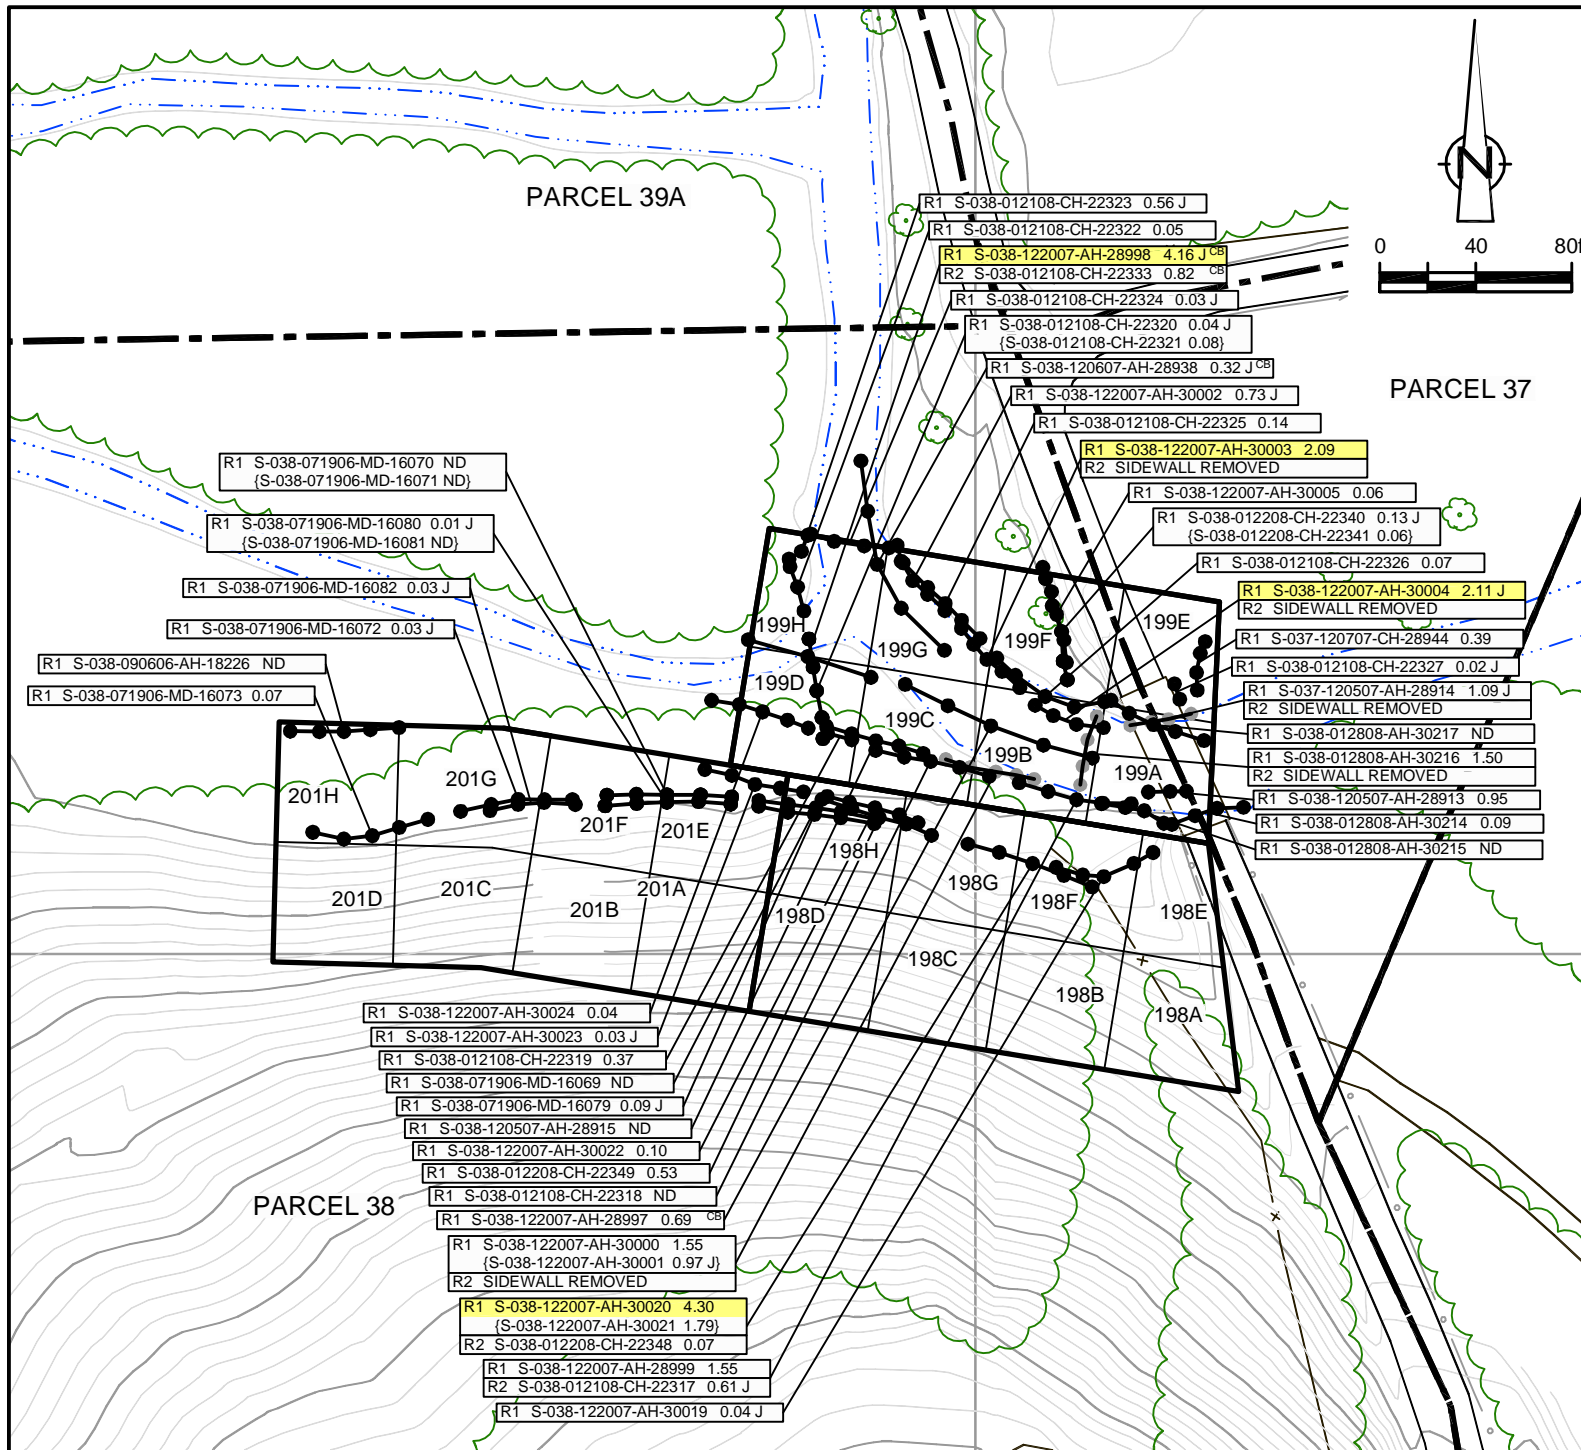 PARCEL 39A
N
0 40 80f
R1 S-038-012108-CH-22323 0.56 J
R1 S-038-012108-CH-22322 0.05
R1 S-038-122007-AH-28998 4.16 J CB
R2 S-038-012108-CH-22333 0.82 CB
R1 S-038-012108-CH-22324 0.03 J
R1 S-038-012108-CH-22320 0.04 J
{S-038-012108-CH-22321 0.08}
R1 S-038-120607-AH-28938 0.32 J CB
R1 S-038-122007-AH-30002 0.73 J
R1 S-038-012108-CH-22325 0.14
PARCEL 37
R1 S-038-122007-AH-30003 2.09
R2 SIDEWALL REMOVED
R1 S-038-122007-AH-30005 0.06
R1 S-038-012208-CH-22340 0.13 J
{S-038-012208-CH-22341 0.06}
R1 S-038-012108-CH-22326 0.07
R1 S-038-122007-AH-30004 2.11 J
R2 SIDEWALL REMOVED
R1 S-037-120707-CH-28944 0.39
R1 S-038-012108-CH-22327 0.02 J
R1 S-037-120507-AH-28914 1.09 J
R2 SIDEWALL REMOVED
R1 S-038-012808-AH-30217 ND
R1 S-038-012808-AH-30216 1.50
R2 SIDEWALL REMOVED
R1 S-038-120507-AH-28913 0.95
R1 S-038-012808-AH-30214 0.09
R1 S-038-012808-AH-30215 ND
R1 S-038-071906-MD-16070 ND
{S-038-071906-MD-16071 ND}
R1 S-038-071906-MD-16080 0.01 J
{S-038-071906-MD-16081 ND}
R1 S-038-071906-MD-16082 0.03 J
R1 S-038-071906-MD-16072 0.03 J
R1 S-038-090606-AH-18226 ND
R1 S-038-071906-MD-16073 0.07
199H
199G
199F
199E
199D
199C
199B
199A
201H
201G
201F
201E
201D
201C
201B
201A
198H
198G
198F
198E
198D
198C
198B
198A
R1 S-038-122007-AH-30024 0.04
R1 S-038-122007-AH-30023 0.03 J
R1 S-038-012108-CH-22319 0.37
R1 S-038-071906-MD-16069 ND
R1 S-038-071906-MD-16079 0.09 J
R1 S-038-120507-AH-28915 ND
R1 S-038-122007-AH-30022 0.10
R1 S-038-012208-CH-22349 0.53
R1 S-038-012108-CH-22318 ND
R1 S-038-122007-AH-28997 0.69 CB
PARCEL 38
R1 S-038-122007-AH-30000 1.55
{S-038-122007-AH-30001 0.97 J}
R2 SIDEWALL REMOVED
R1 S-038-122007-AH-30020 4.30
{S-038-122007-AH-30021 1.79}
R2 S-038-012208-CH-22348 0.07
R1 S-038-122007-AH-28999 1.55
R2 S-038-012108-CH-22317 0.61 J
R1 S-038-122007-AH-30019 0.04 J